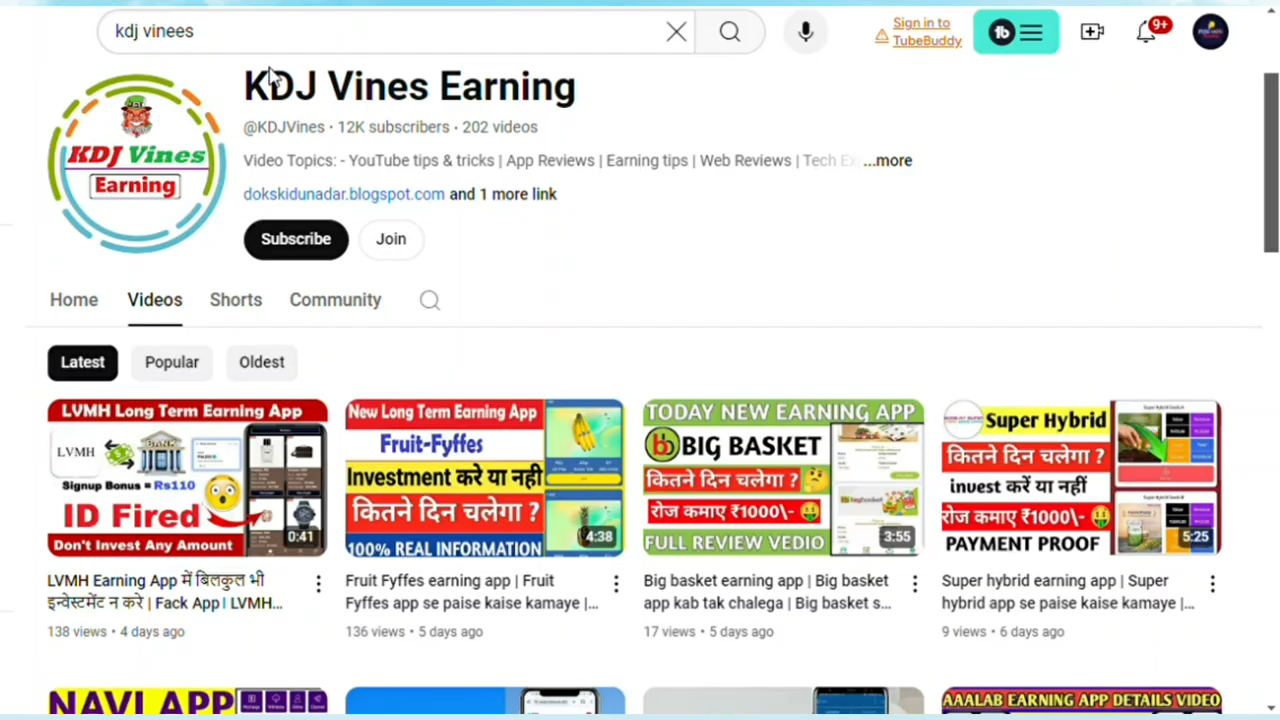 kdj vinees
Sign in to
TubeBuddy
9+
KDJ Vines Earning
@KDJVines · 12K subscribers · 202 videos
Video Topics: - YouTube tips & tricks | App Reviews | Earning tips | Web Reviews | Tech ...more
dokskidunadar.blogspot.com and 1 more link
KDJ Vines
Earning
Subscribe
Join
Home
Videos
Shorts
Community
Latest
Popular
Oldest
LVMH Long Term Earning App
LVMH
BANK
Signup Bonus = Rs110
ID Fired
Don't Invest Any Amount
0:41
New Long Term Earning App
Fruit-Fyffes
Investment करे या नही
कितने दिन चलेगा ?
100% REAL INFORMATION
4:38
TODAY NEW EARNING APP
BIG BASKET
कितने दिन चलेगा ?
रोज कमाए ₹1000\-
FULL REVIEW VEDIO
3:55
Super Hybrid
कितने दिन चलेगा ?
invest करें या नहीं
रोज कमाए ₹1000\-
PAYMENT PROOF
5:25
LVMH Earning App में बिलकुल भी
इन्वेस्टमेंट न करे | Fack App | LVMH...
138 views · 4 days ago
Fruit Fyffes earning app | Fruit
Fyffes app se paise kaise kamaye |...
136 views · 5 days ago
Big basket earning app | Big basket
app kab tak chalega | Big basket s...
17 views · 5 days ago
Super hybrid earning app | Super
hybrid app se paise kaise kamaye |...
9 views · 6 days ago
NAVI APP
AAALAB EARNING APP DETAILS VIDEO